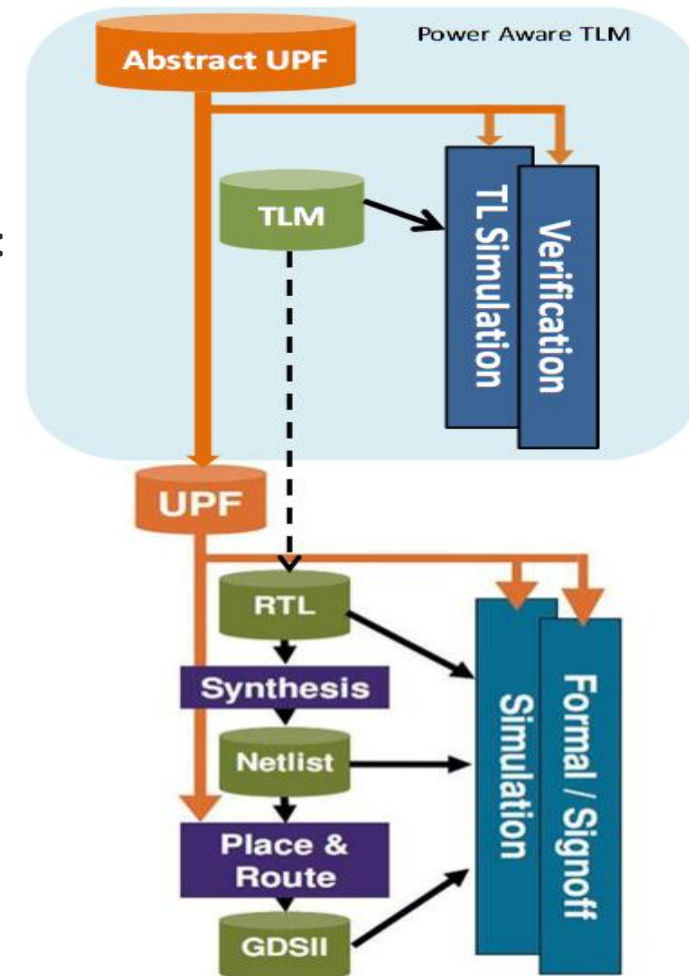 Power Aware TLM
Abstract UPF
:
TLM
TL Simulation
Verification
UPF
RTL
Synthesis
Netlist
Place &
Route
GDSII
Simulation
Formal / Signoff